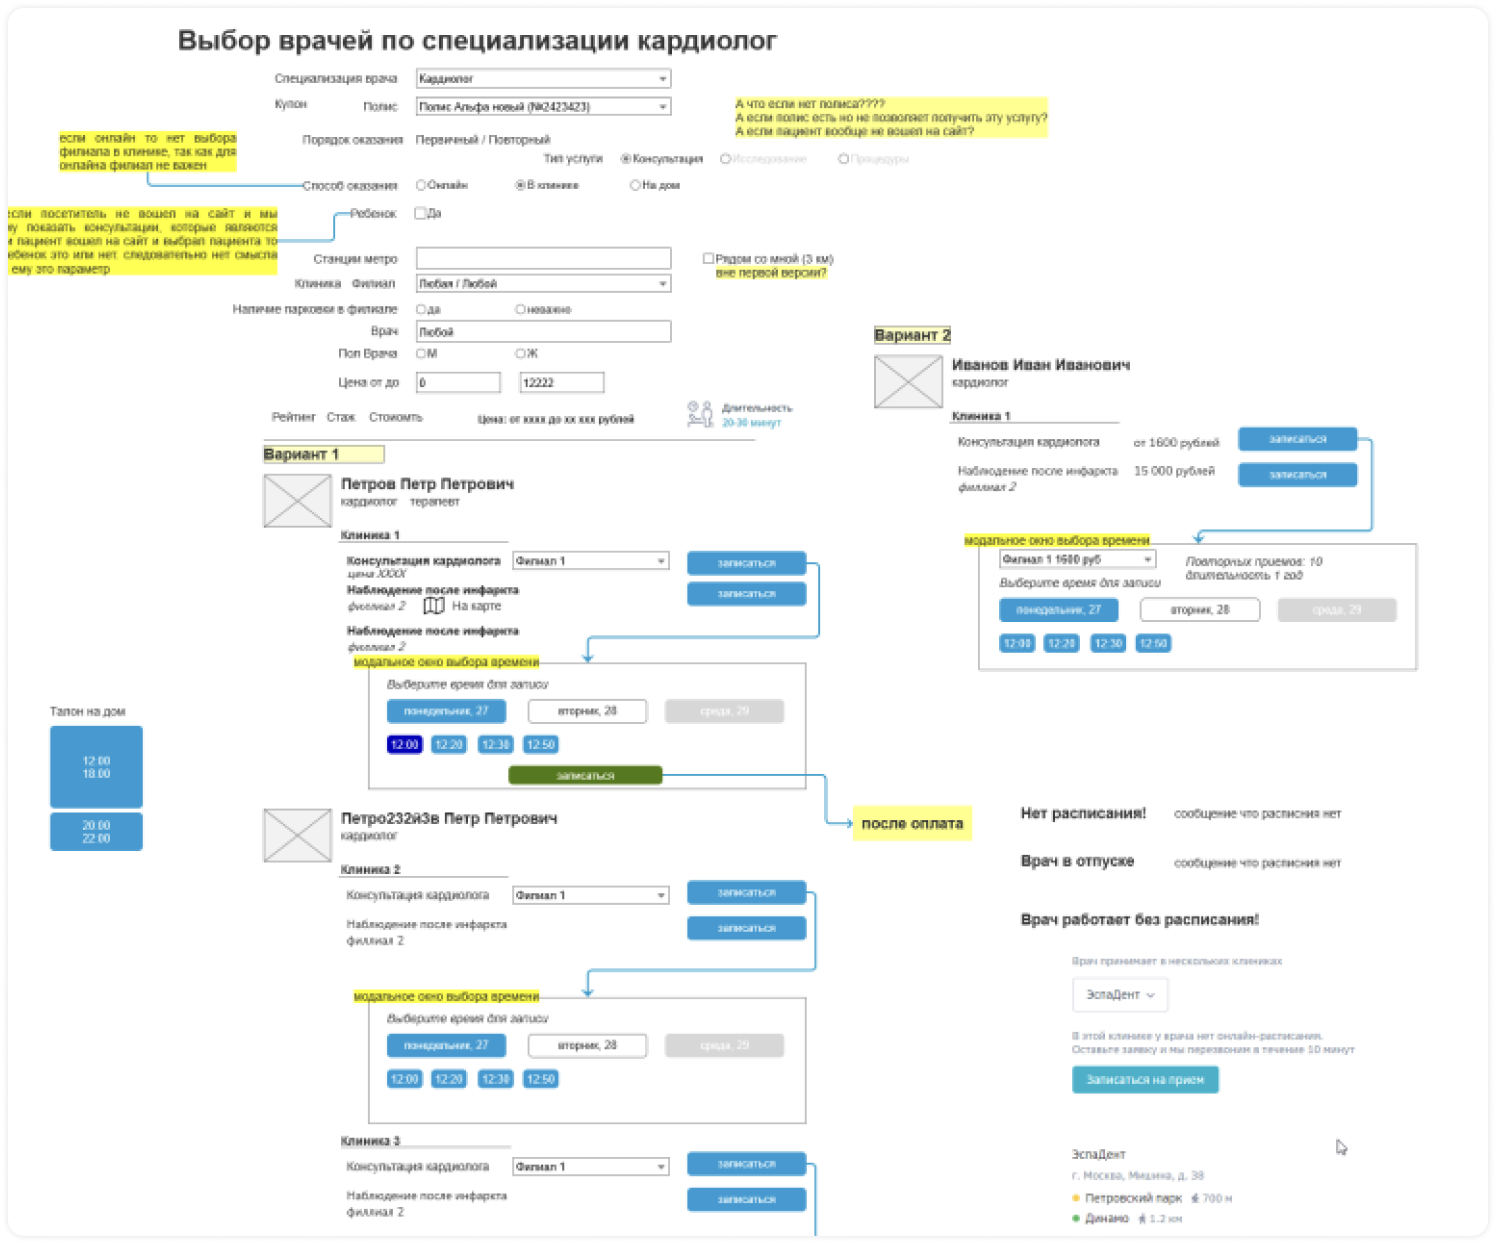 Выбор врачей по специализации кардиолог
Специализация врача Кардиолог
Купон Полис Полис Альфа новый (№2423423)
А что если нет полиса????
А если полис есть но не позволяет получить эту услугу?
А если пациент вообще не вошел на сайт?
если онлайн то нет выбора
филиала в клинике, так как для
онлайна филиал не важен
Порядок оказания Первичный / Повторный
Тип услуги Консультация Исследование Процедуры
Способ оказания Онлайн В клинике На дом
если посетитель не вошел на сайт и мы
му показать консультации, которые являются
и пациент вошел на сайт и выбрал пациента то
ебенок это или нет. следовательно нет смысла
ему это параметр
Ребенок Да
Станции метро
Рядом со мной (3 км)
вне первой версии?
Клиника Филиал Любая / Любой
Наличие парковки в филиале да неважно
Врач Любой
Пол Врача М Ж
Цена от до 0 12222
Рейтинг Стаж Стоиомть Цена: от хххх до хх ххх рублей
Длительность
20-30 минут
Вариант 1
Петров Петр Петрович
кардиолог терапевт
Клиника 1
Консультация кардиолога Филиал 1 записаться
цена ХХХХ
Наблюдение после инфаркта записаться
филлиал 2 На карте
Наблюдение после инфаркта
филлиал 2
модальное окно выбора времени
Выберите время для записи
понедельник, 27 вторник, 28 среда, 29
12:00 12:20 12:30 12:50
записаться
после оплата
Талон на дом
12.00
18.00
20.00
22.00
Петро232й3в Петр Петрович
кардиолог
Клиника 2
Консультация кардиолога Филиал 1 записаться
Наблюдение после инфаркта записаться
филлиал 2
модальное окно выбора времени
Выберите время для записи
понедельник, 27 вторник, 28 среда, 29
12:00 12:20 12:30 12:50
Клиника 3
Консультация кардиолога Филиал 1 записаться
Наблюдение после инфаркта записаться
филлиал 2
Вариант 2
Иванов Иван Иванович
кардиолог
Клиника 1
Консультация кардиолога от 1600 рублей записаться
Наблюдение после инфаркта 15 000 рублей записаться
филлиал 2
модальное окно выбора времени
Филиал 1 1600 руб
Повторных приемов: 10
длительность 1 год
Выберите время для записи
понедельник, 27 вторник, 28 среда, 29
12:00 12:20 12:30 12:50
Нет расписания! сообщение что расписния нет
Врач в отпуске сообщение что расписния нет
Врач работает без расписания!
Врач принимает в нескольких клиниках
ЭспаДент
В этой клинике у врача нет онлайн-расписания.
Оставьте заявку и мы перезвоним в течение 10 минут
Записаться на прием
ЭспаДент
г. Москва, Мишина, д. 38
Петровский парк 700 м
Динамо 1.2 км